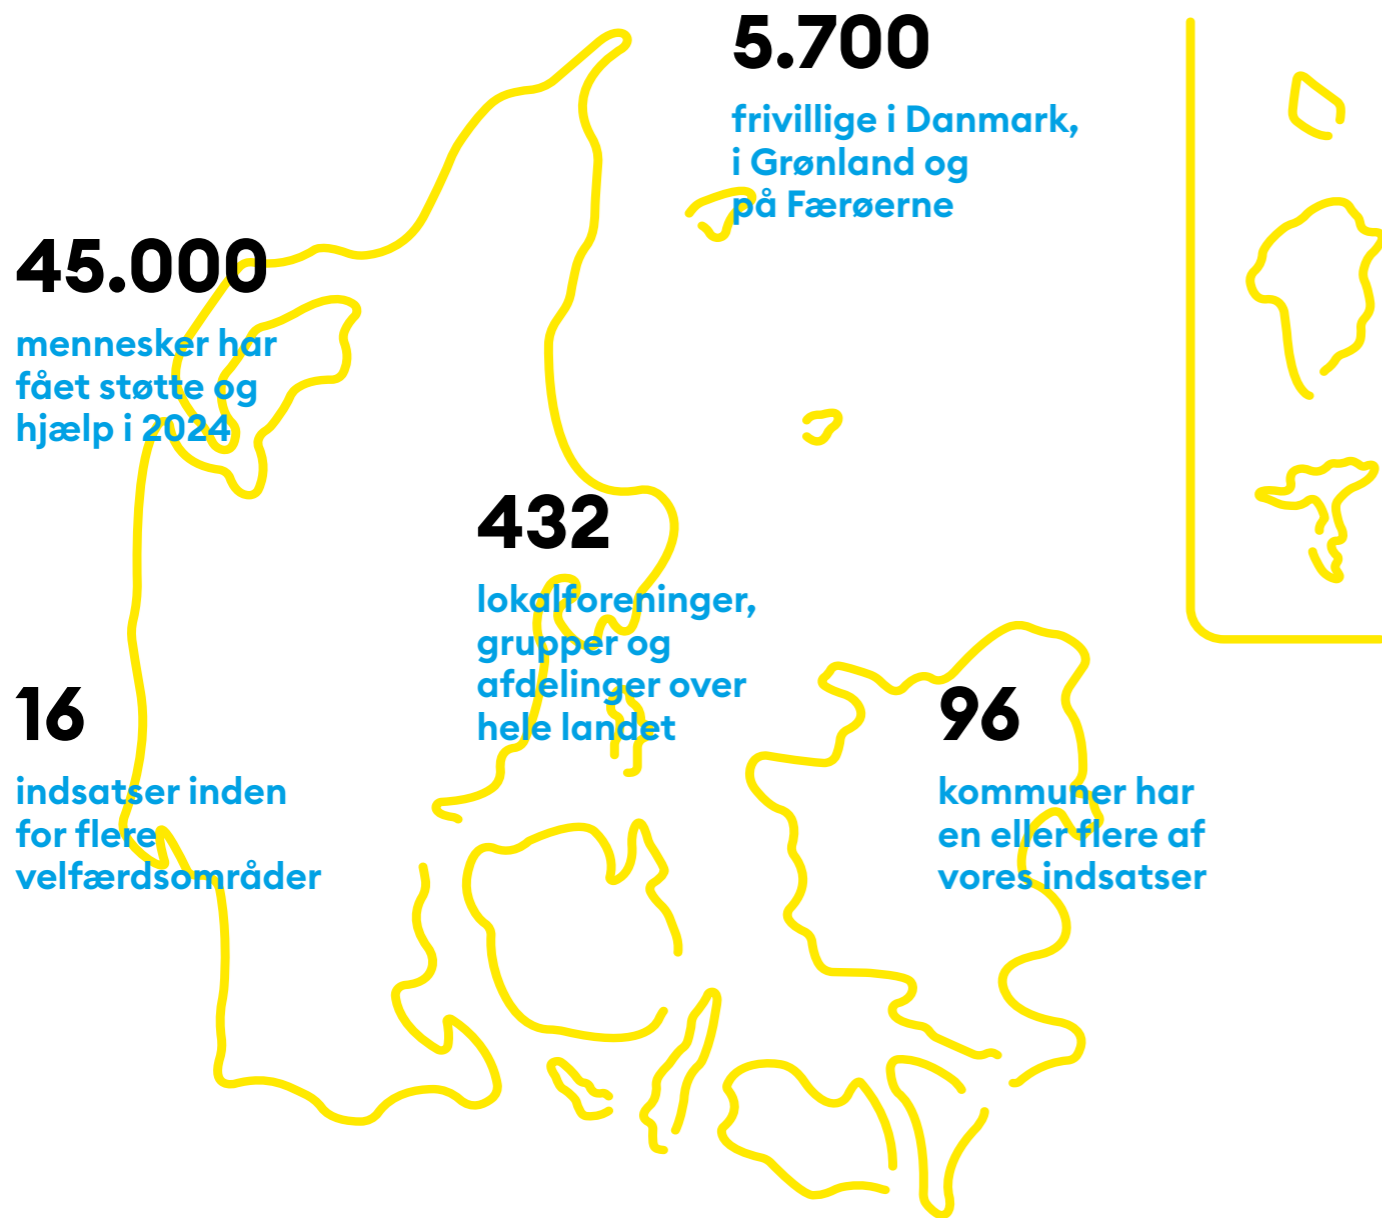 5.700
frivillige i Danmark,
i Grønland og
på Færøerne
45.000
mennesker har
fået støtte og
hjælp i 2024
432
lokalforeninger,
grupper og
afdelinger over
hele landet
16
indsatser inden
for flere
velfærdsområder
96
kommuner har
en eller flere af
vores indsatser